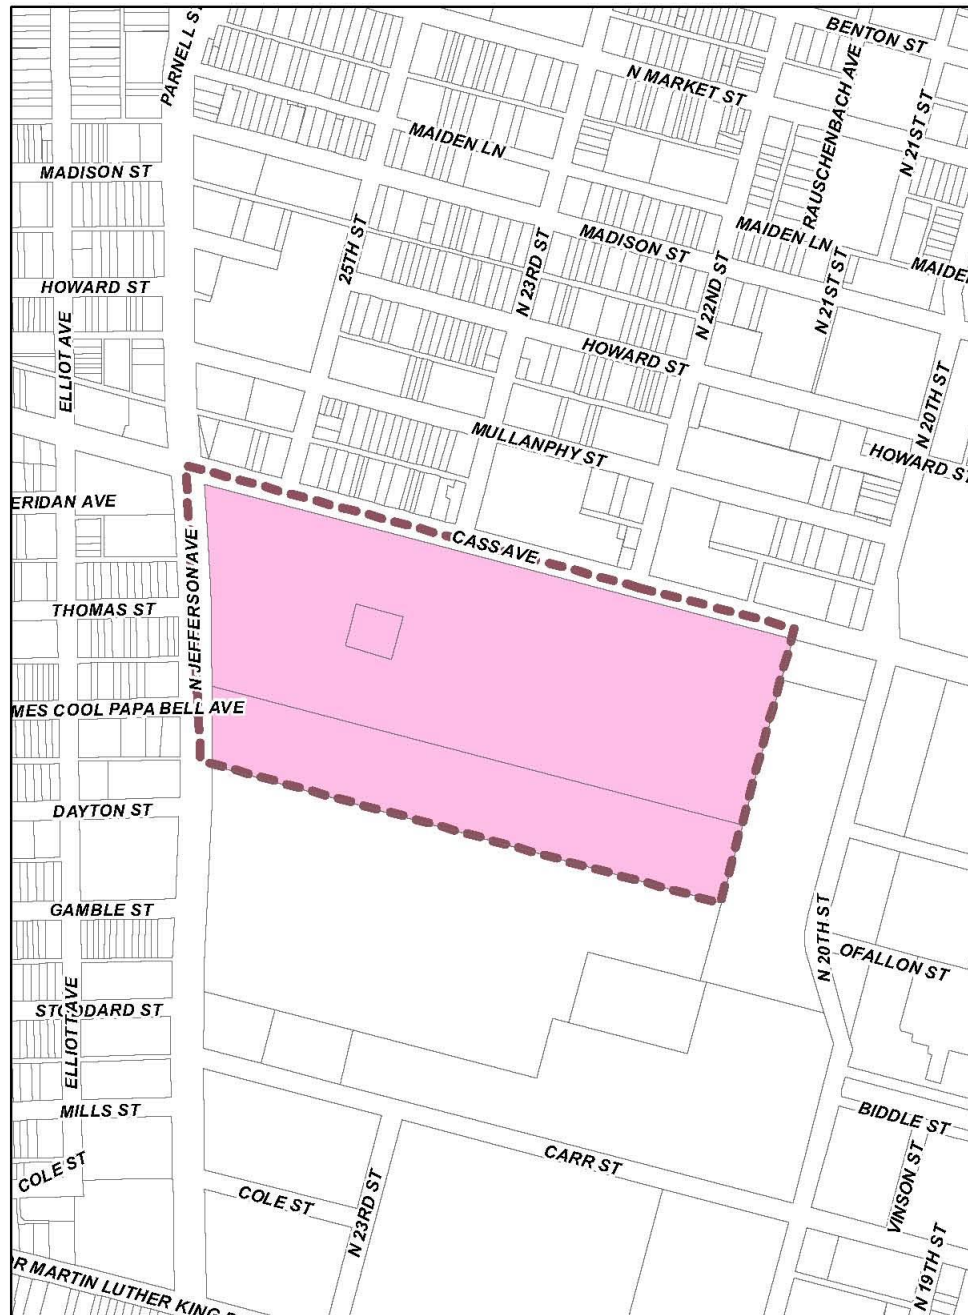 BENTON ST
PARNELL ST
N MARKET ST
RAUSCHENBACH AVE
N 21ST ST
MAIDEN LN
MADISON ST
25TH ST
N 23RD ST
MADISON ST
MAIDEN LN
N 22ND ST
N 21ST ST
MAIDEN
HOWARD ST
ELLIOT AVE
HOWARD ST
N 20TH ST
MULLANPHY ST
HOWARD ST
ERIDAN AVE
CASS AVE
N JEFFERSON AVE
THOMAS ST
MES COOL PAPA BELL AVE
DAYTON ST
GAMBLE ST
N 20TH ST
OFALLON ST
STODDARD ST
ELLIOTT AVE
MILLS ST
BIDDLE ST
CARR ST
VINSON ST
COLE ST
COLE ST
N 23RD ST
N 19TH ST
OR MARTIN LUTHER KING